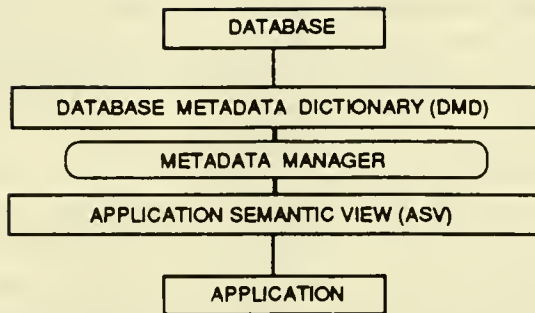 DATABASE
DATABASE METADATA DICTIONARY (DMD)
METADATA MANAGER
APPLICATION SEMANTIC VIEW (ASV)
APPLICATION